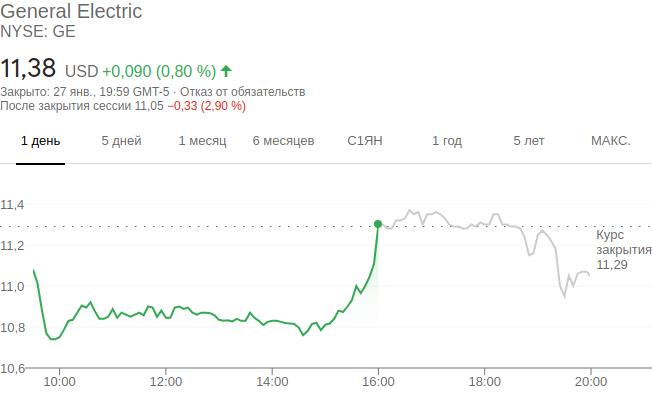 General Electric
NYSE: GE
11,38 USD +0,090 (0,80 %) ↑
Закрыто: 27 янв., 19:59 GMT-5 · Отказ от обязательств
После закрытия сессии 11,05 −0,33 (2,90 %)
1 день 5 дней 1 месяц 6 месяцев С1ЯН 1 год 5 лет МАКС.
11,4
Курс
закрытия
11,29
11,2
11,0
10,8
10,6
10:00 12:00 14:00 16:00 18:00 20:00